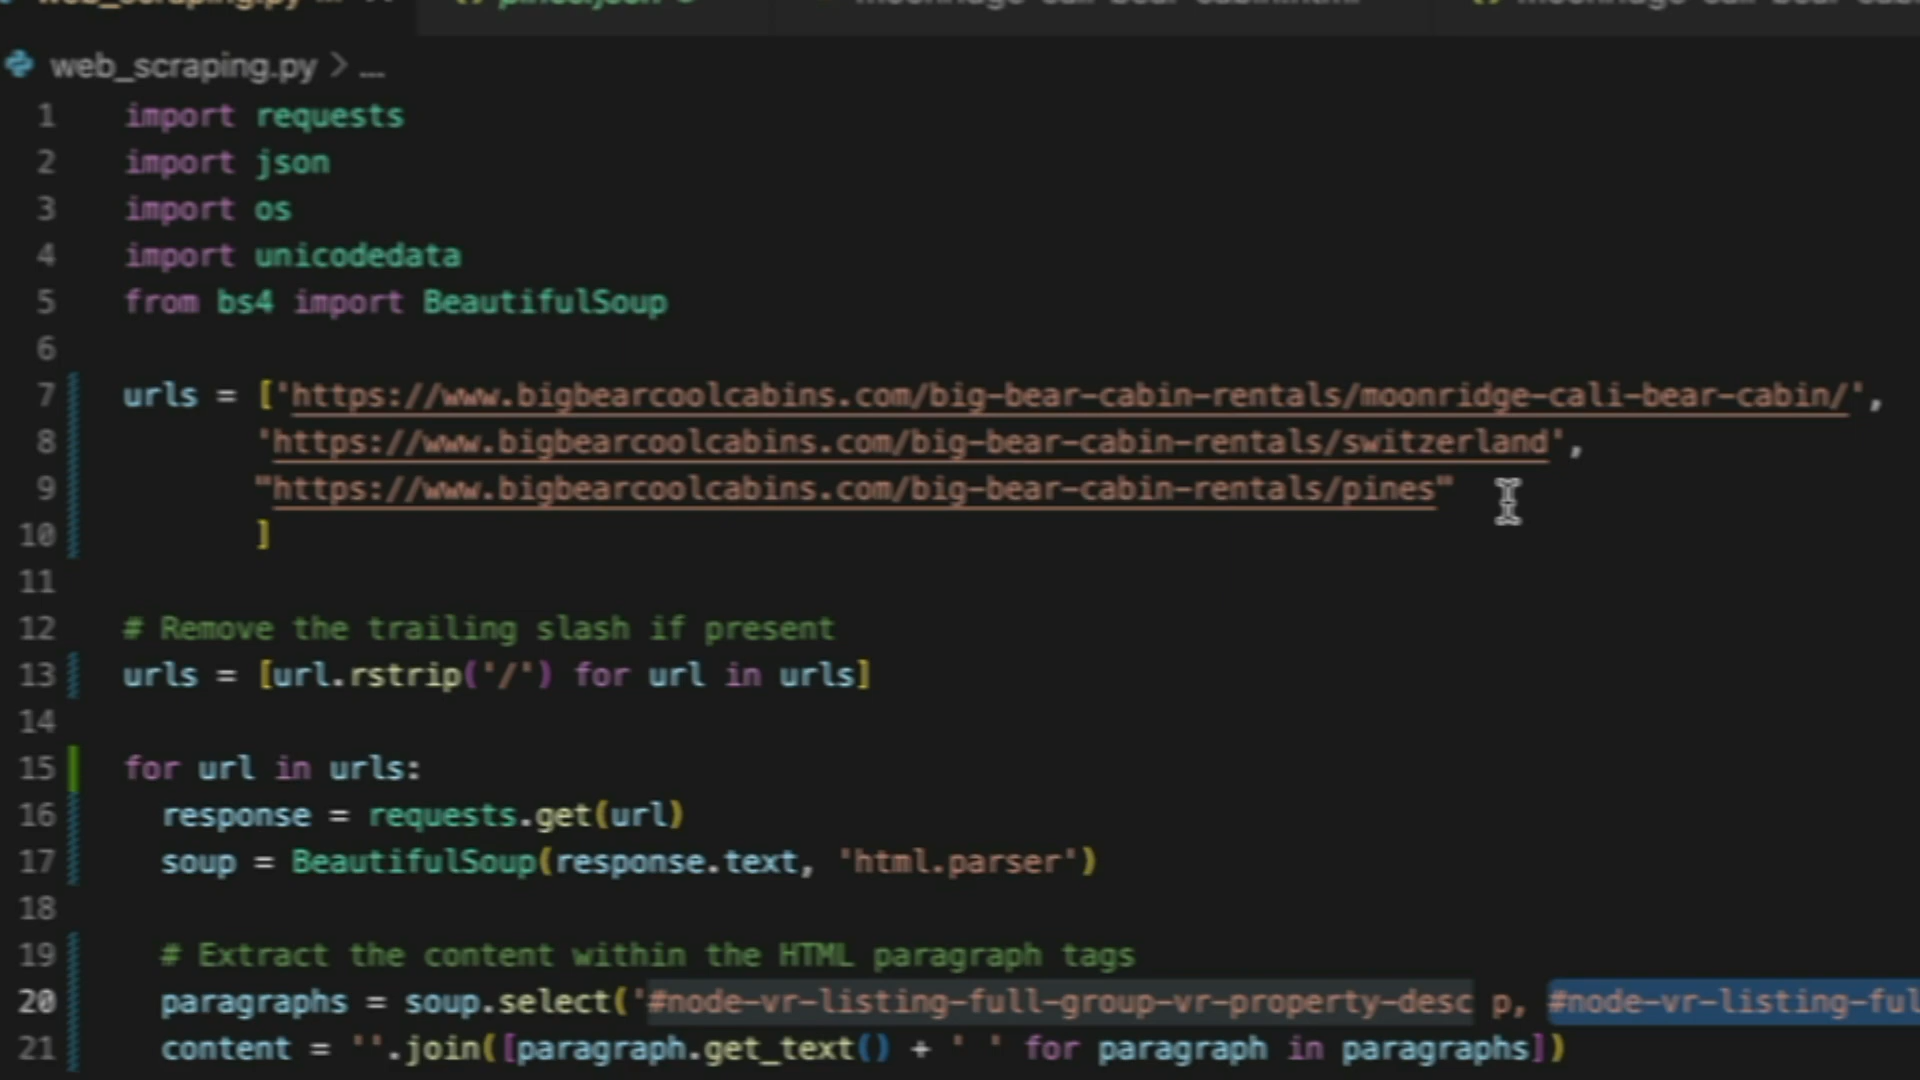 web_scraping.py > ...
1 import requests
2 import json
3 import os
4 import unicodedata
5 from bs4 import BeautifulSoup
6
7 urls = ['https://www.bigbearcoolcabins.com/big-bear-cabin-rentals/moonridge-cali-bear-cabin/',
8 'https://www.bigbearcoolcabins.com/big-bear-cabin-rentals/switzerland',
9 "https://www.bigbearcoolcabins.com/big-bear-cabin-rentals/pines"
10 ]
11
12 # Remove the trailing slash if present
13 urls = [url.rstrip('/') for url in urls]
14
15 for url in urls:
16 response = requests.get(url)
17 soup = BeautifulSoup(response.text, 'html.parser')
18
19 # Extract the content within the HTML paragraph tags
20 paragraphs = soup.select('#node-vr-listing-full-group-vr-property-desc p, #node-vr-listing-ful
21 content = ''.join([paragraph.get_text() + ' ' for paragraph in paragraphs])